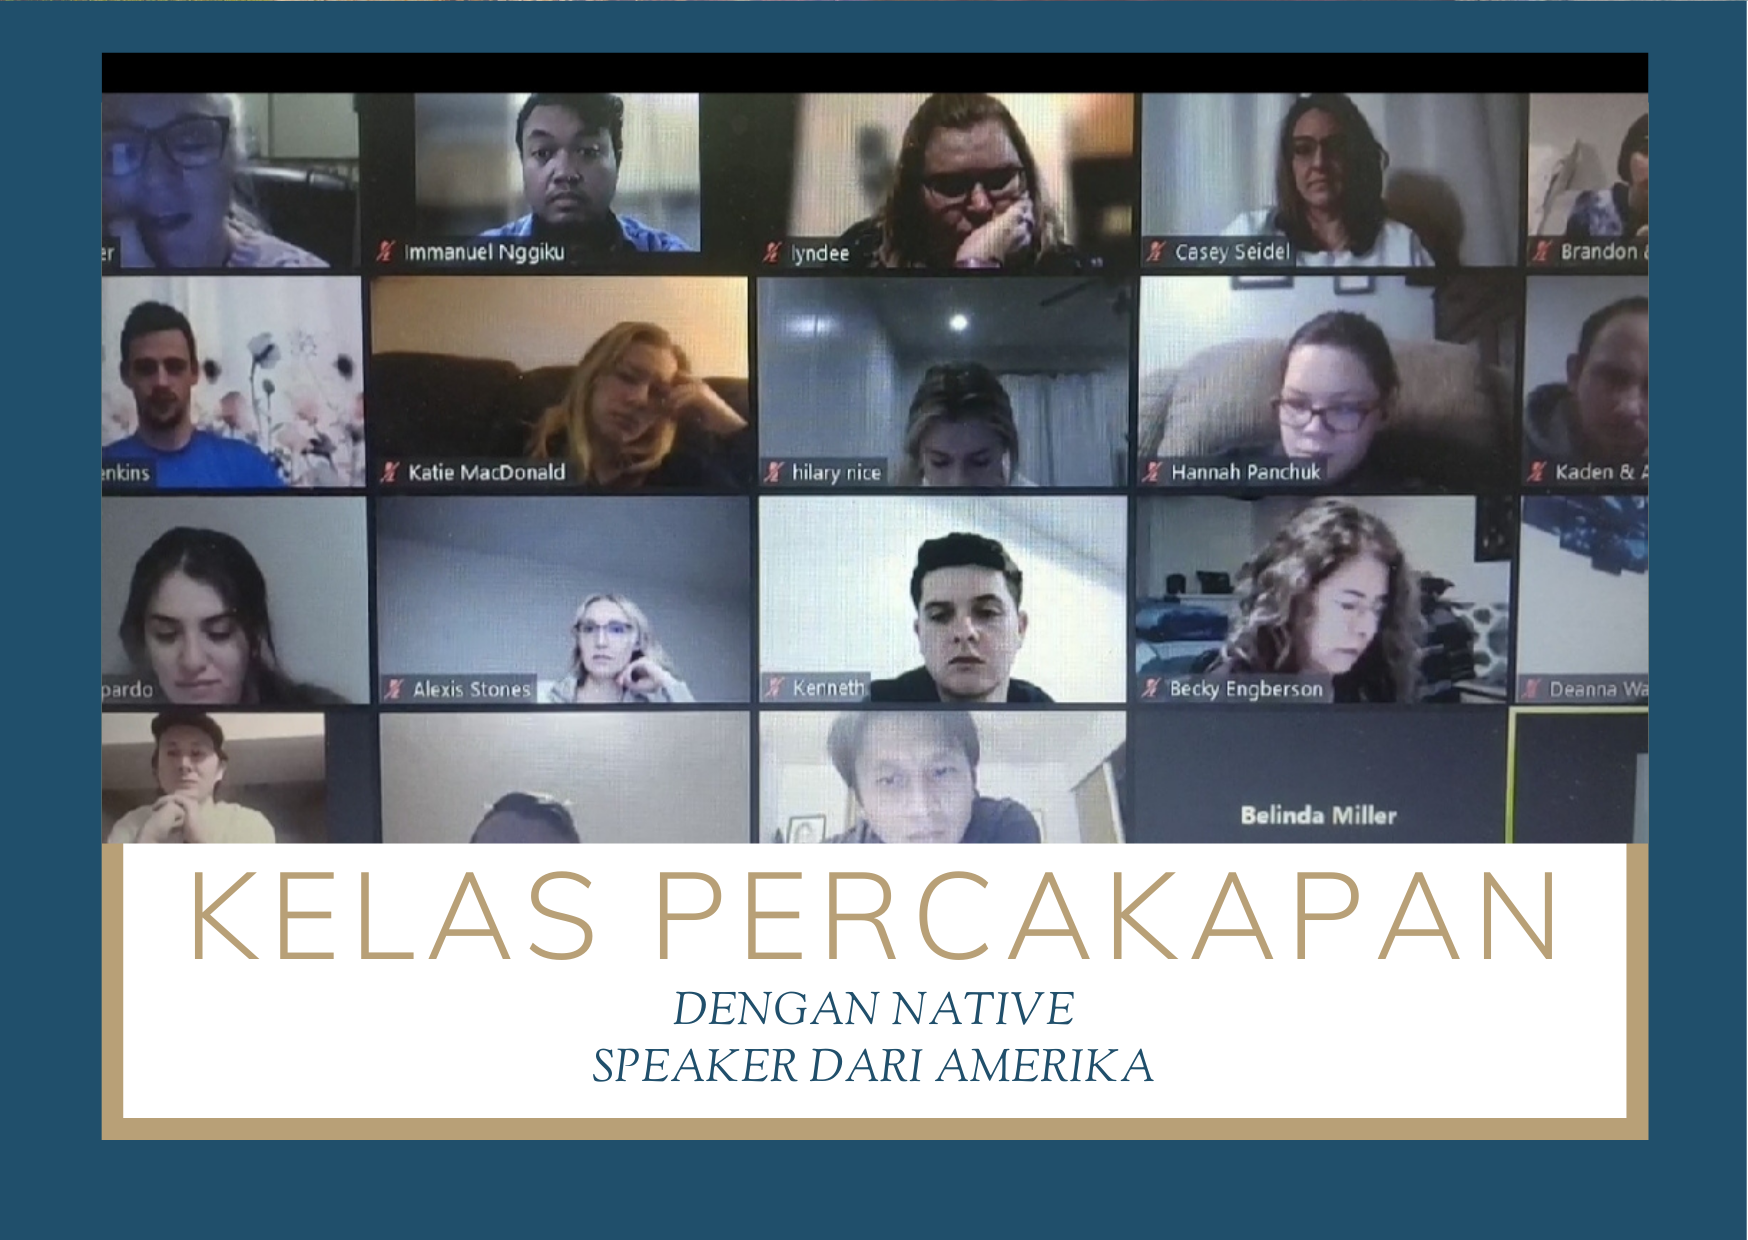 er
Immanuel Nggiku
lyndee
Casey Seidel
Brandon &
enkins
Katie MacDonald
hilary nice
Hannah Panchuk
Kaden & A
pardo
Alexis Stones
Kenneth
Becky Engberson
Deanna Wa
Belinda Miller
KELAS PERCAKAPAN
DENGAN NATIVE
SPEAKER DARI AMERIKA